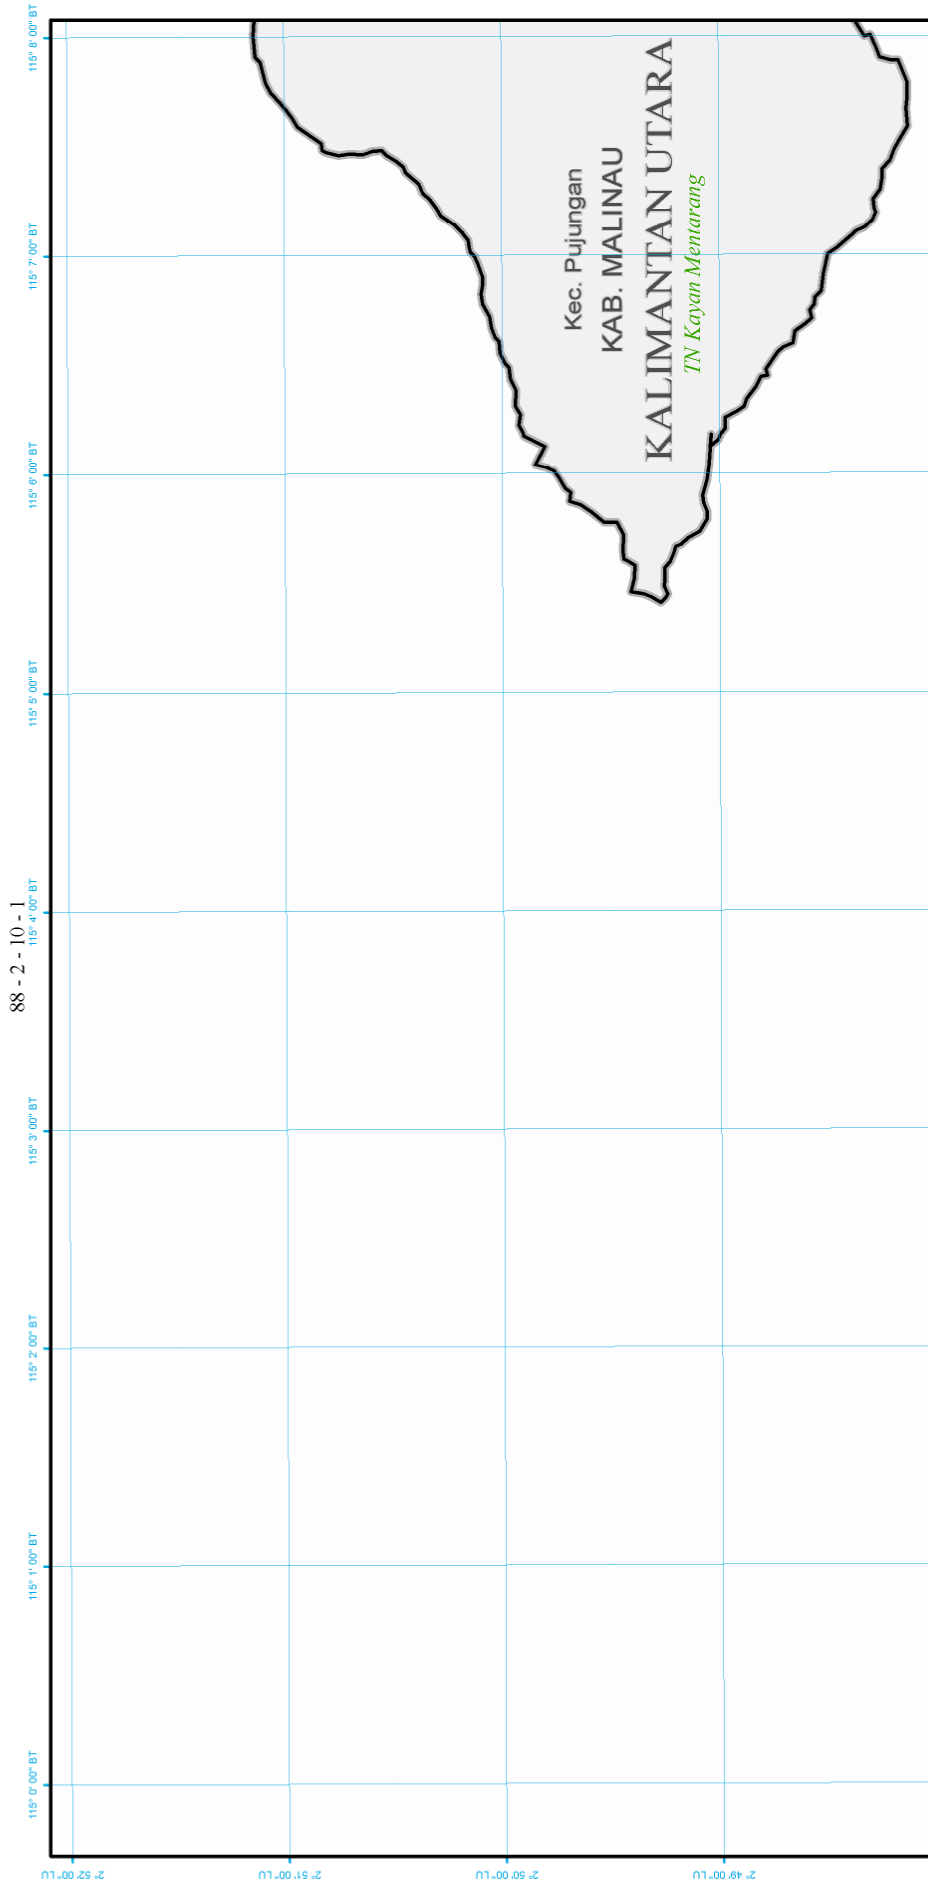 88 - 2 - 10 - 1
115° 0' 00" BT
115° 1' 00" BT
115° 2' 00" BT
115° 3' 00" BT
115° 4' 00" BT
115° 5' 00" BT
115° 6' 00" BT
115° 7' 00" BT
115° 8' 00" BT
2° 52' 00" LU
2° 51' 00" LU
2° 50' 00" LU
Kec. Pujungan
KAB. MALINAU
KALIMANTAN UTARA
TN Kayan Mentarang
2° 49' 00" LU